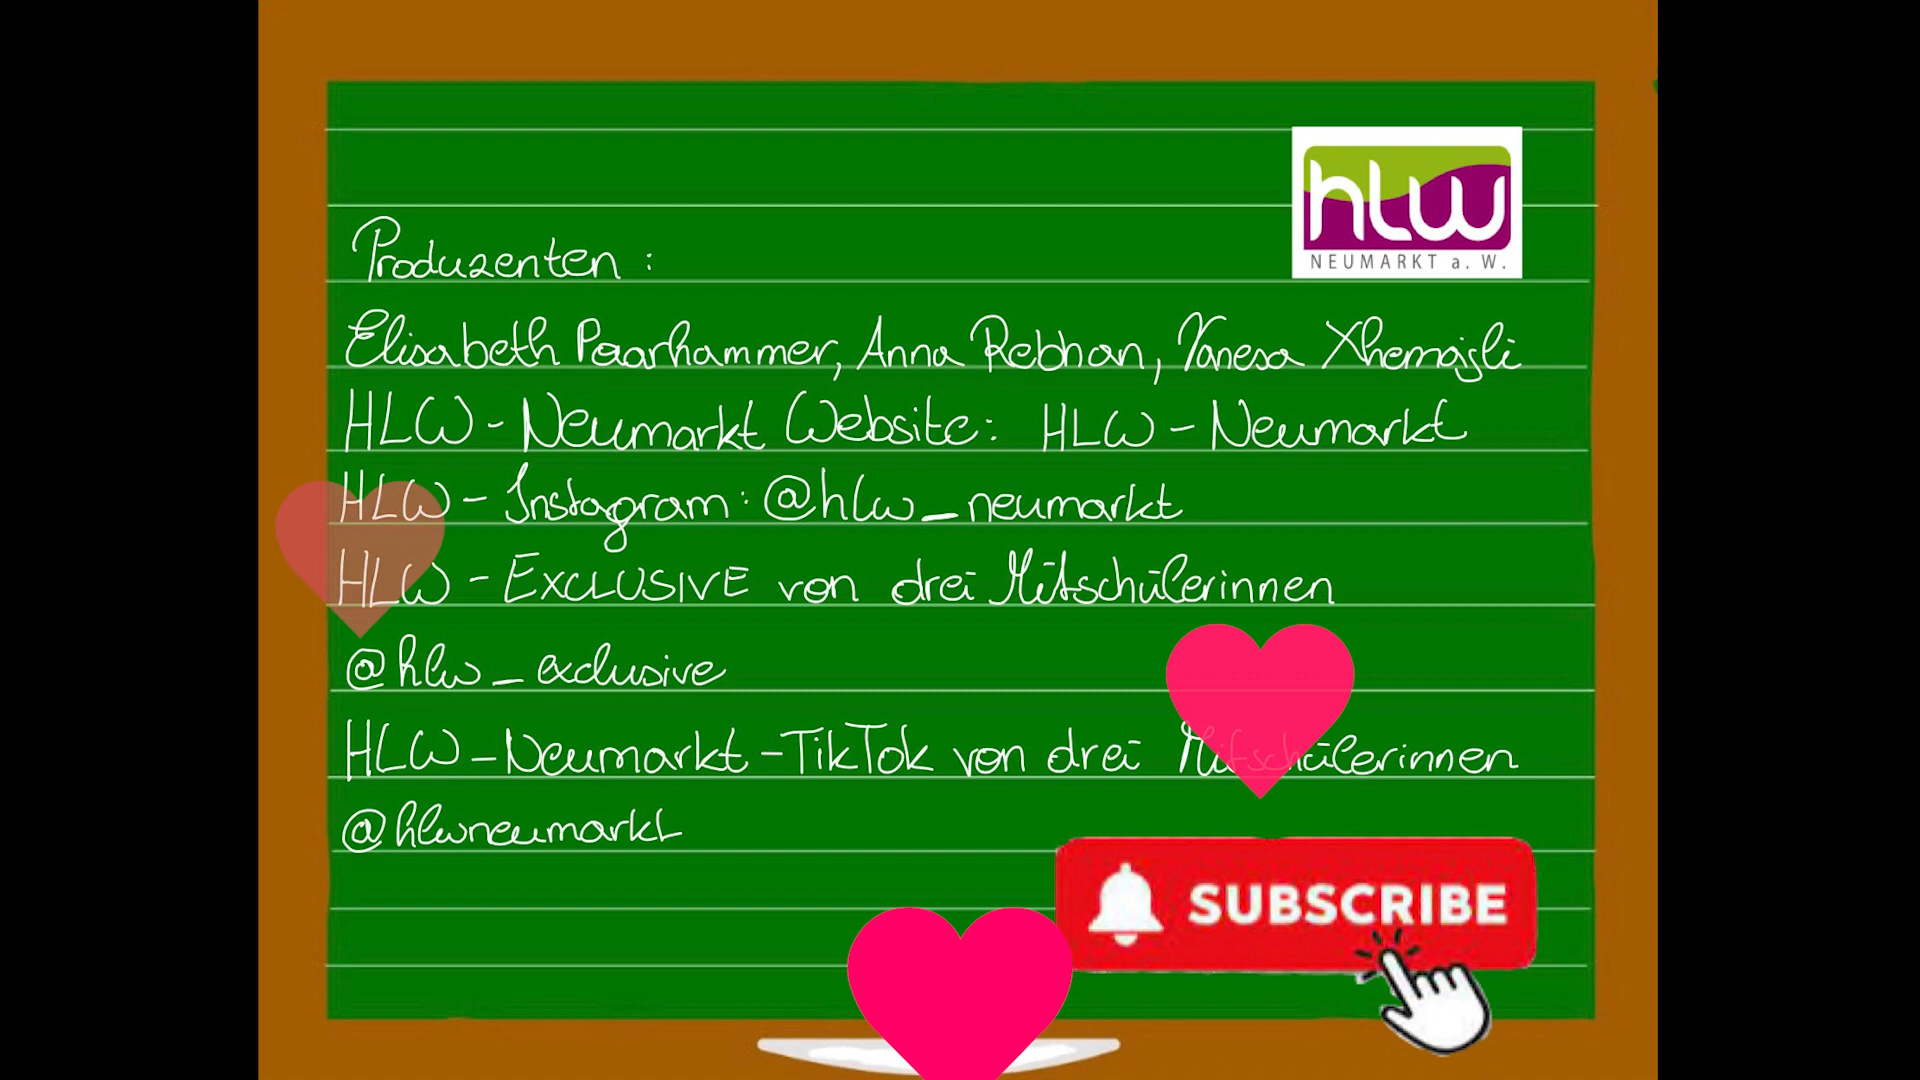 hlw
NEUMARKT a. W.
Produzenten:
Elisabeth Paarhammer, Anna Rebhan, Vanesa Xhemajli
HLW-Neumarkt Website: HLW-Neumarkt
HLW-Instagram: @hlw_neumarkt
HLW-EXCLUSIVE von drei Mitschülerinnen
@hlw_exclusive
HLW-Neumarkt-TikTok von drei Mitschülerinnen
@hlwneumarkt
SUBSCRIBE